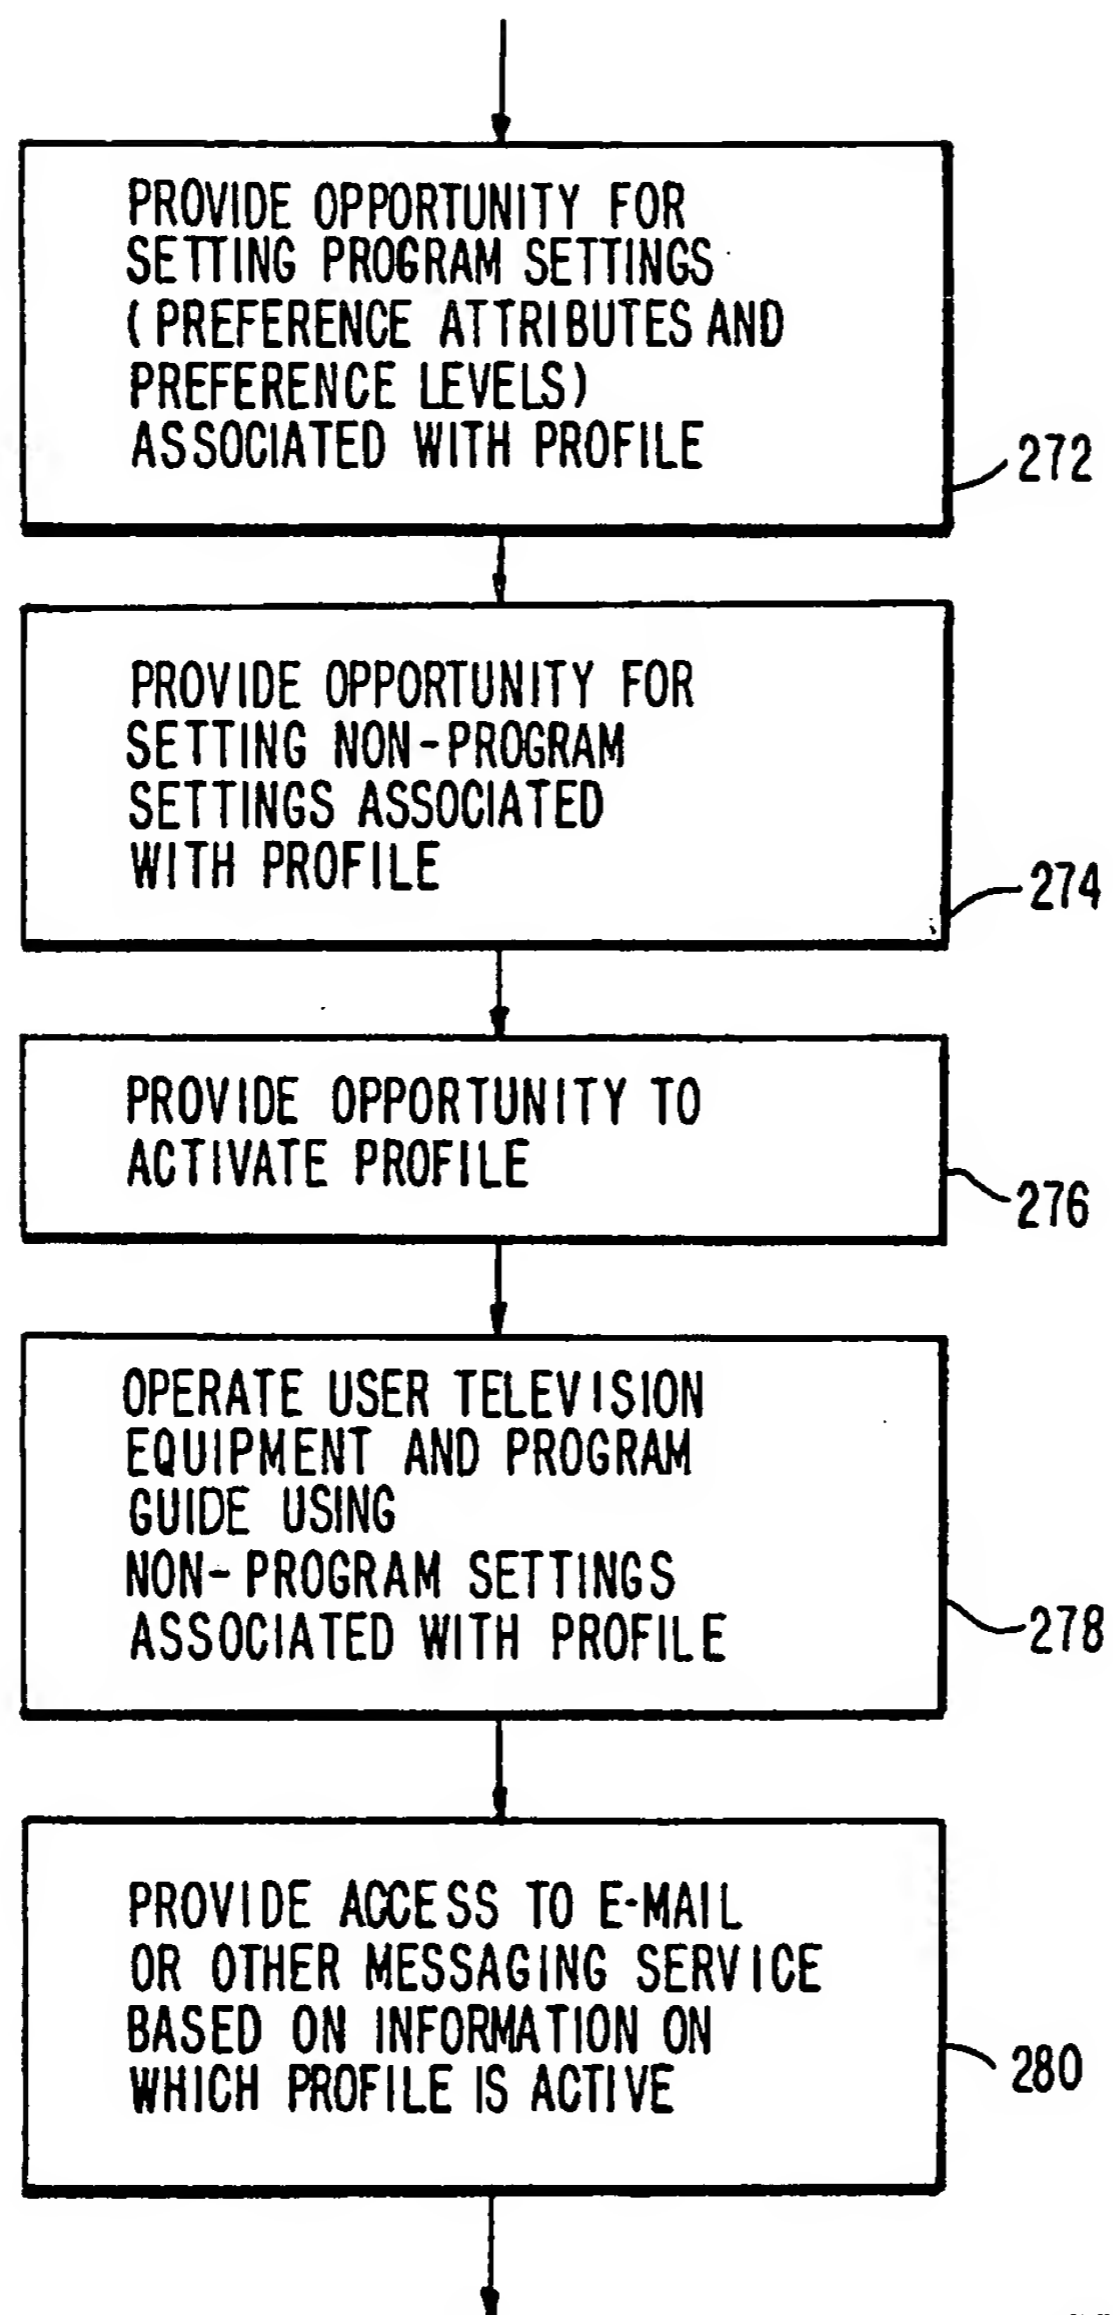 PROVIDE OPPORTUNITY FOR
SETTING PROGRAM SETTINGS
(PREFERENCE ATTRIBUTES AND
PREFERENCE LEVELS)
ASSOCIATED WITH PROFILE
272
PROVIDE OPPORTUNITY FOR
SETTING NON-PROGRAM
SETTINGS ASSOCIATED
WITH PROFILE
274
PROVIDE OPPORTUNITY TO
ACTIVATE PROFILE
276
OPERATE USER TELEVISION
EQUIPMENT AND PROGRAM
GUIDE USING
NON-PROGRAM SETTINGS
ASSOCIATED WITH PROFILE
278
PROVIDE ACCESS TO E-MAIL
OR OTHER MESSAGING SERVICE
BASED ON INFORMATION ON
WHICH PROFILE IS ACTIVE
280